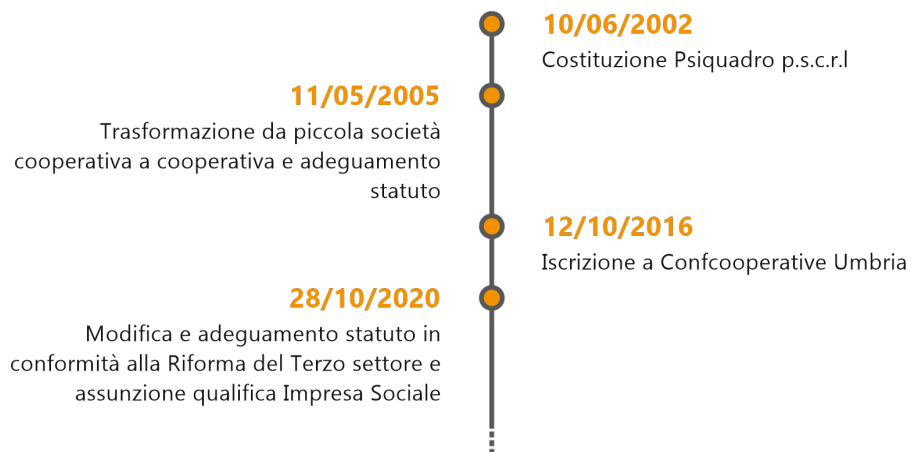 10/06/2002
Costituzione Psiquadro p.s.c.r.l
11/05/2005
Trasformazione da piccola società
cooperativa a cooperativa e adeguamento
statuto
12/10/2016
Iscrizione a Confcooperative Umbria
28/10/2020
Modifica e adeguamento statuto in
conformità alla Riforma del Terzo settore e
assunzione qualifica Impresa Sociale